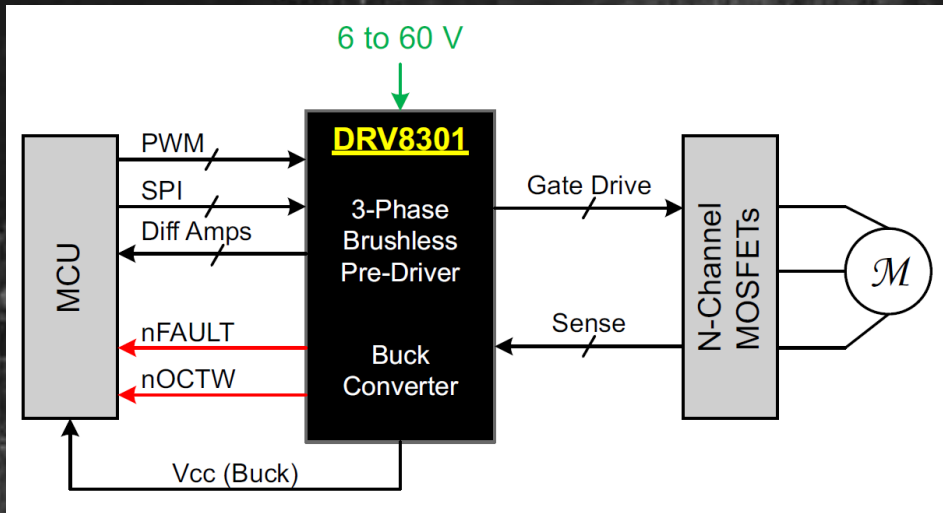 6 to 60 V
DRV8301
3-Phase
Brushless
Pre-Driver
Buck
Converter
MCU
PWM
SPI
Diff Amps
nFAULT
nOCTW
Vcc (Buck)
Gate Drive
Sense
N-Channel
MOSFETs
M